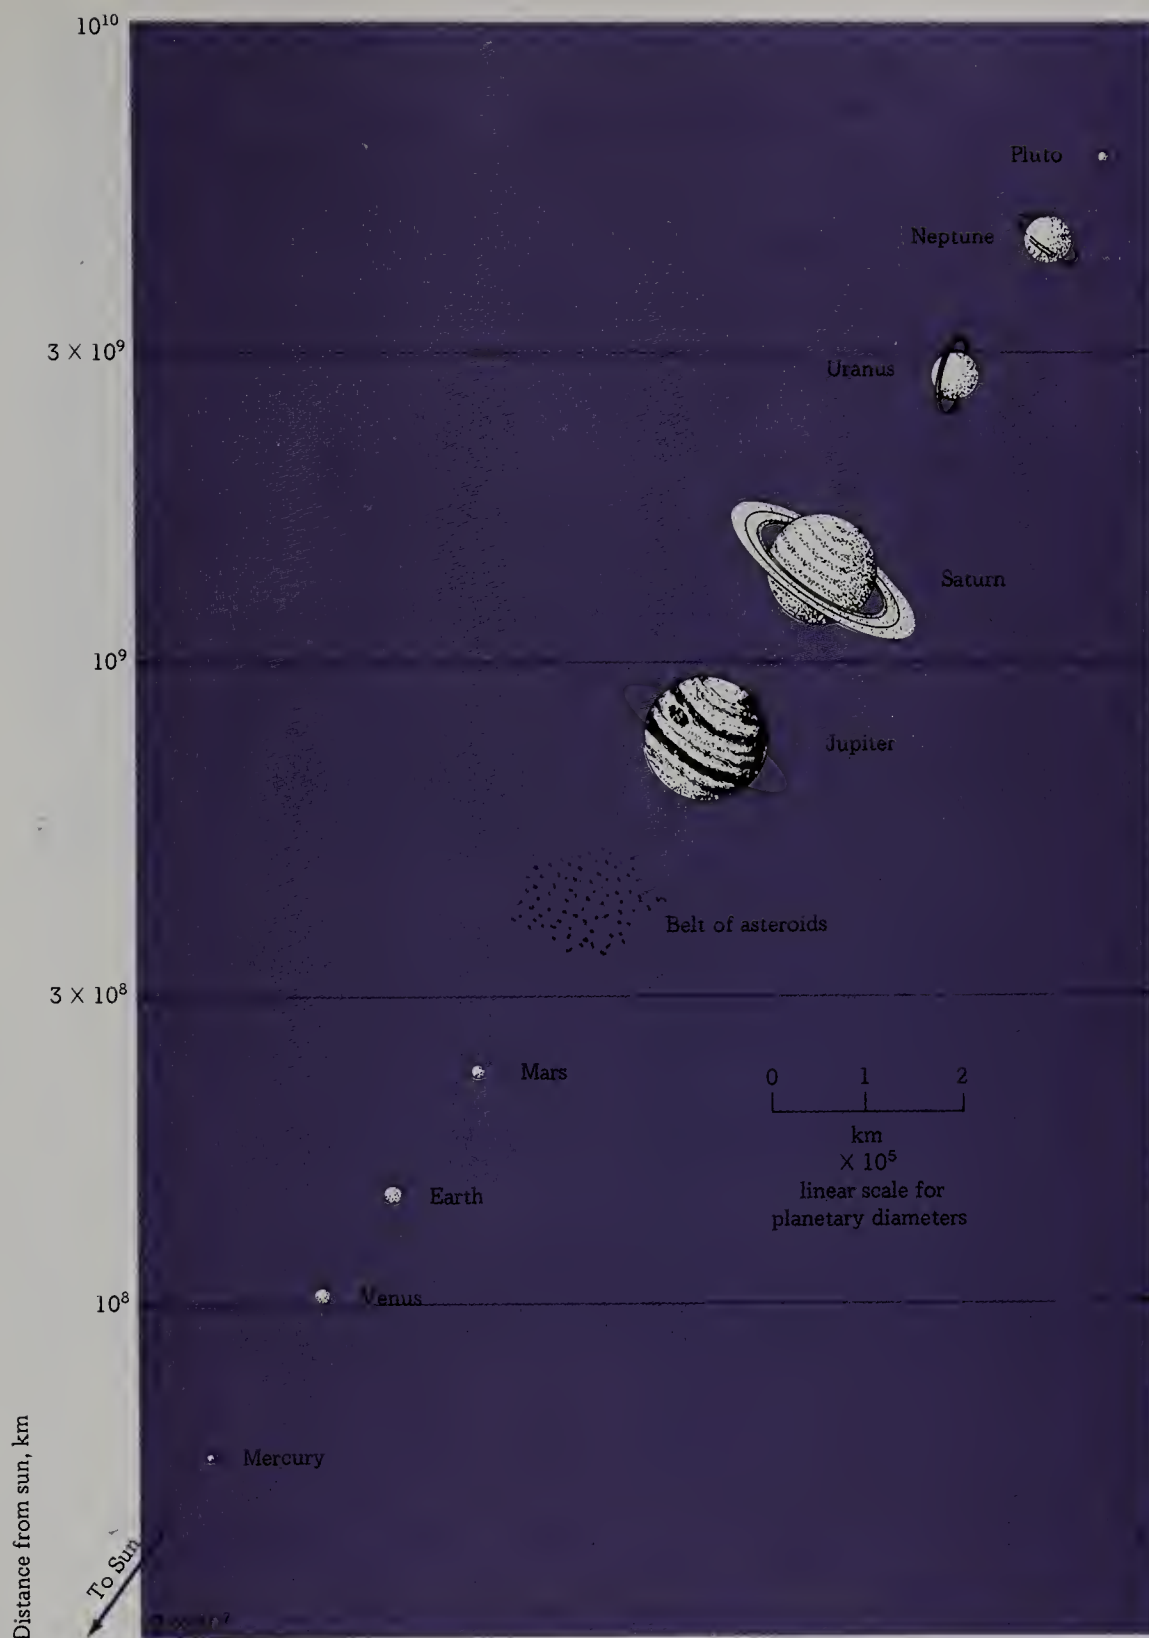 10¹⁰
Pluto
Neptune
3 × 10⁹
Uranus
Saturn
10⁹
Jupiter
Belt of asteroids
3 × 10⁸
Mars
0 1 2
km
× 10⁵
linear scale for
planetary diameters
Earth
Venus
10⁸
Mercury
Distance from sun, km
To Sun